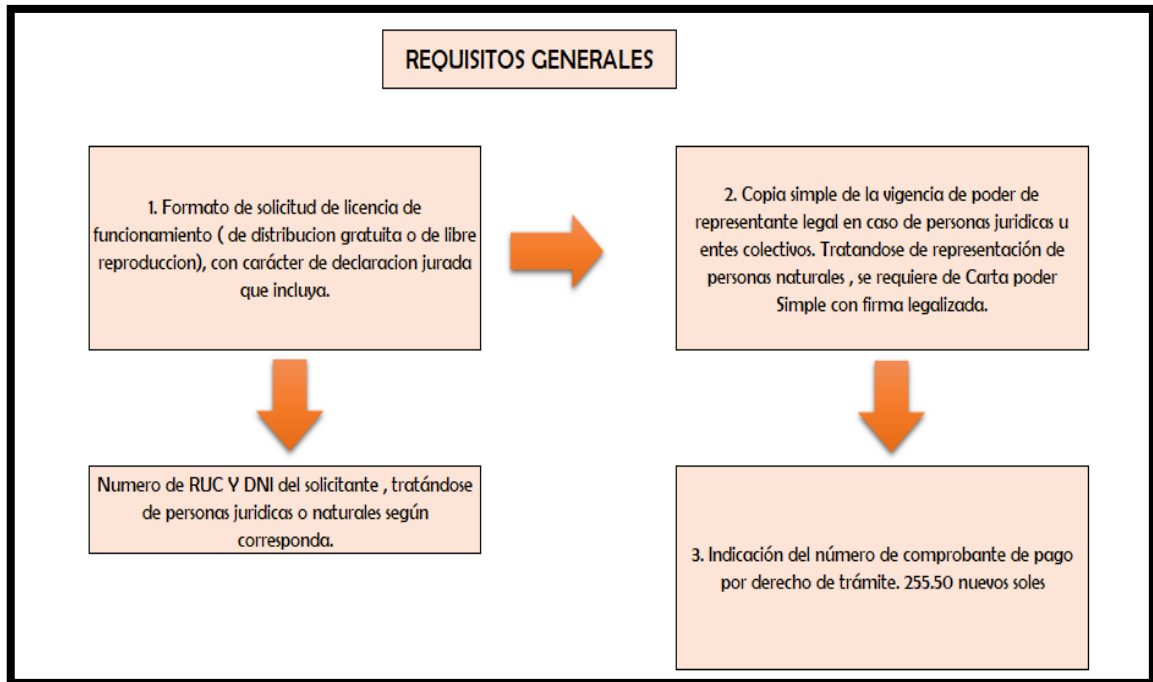 REQUISITOS GENERALES
1. Formato de solicitud de licencia de
funcionamiento ( de distribucion gratuita o de libre
reproduccion), con carácter de declaracion jurada
que incluya.
2. Copia simple de la vigencia de poder de
representante legal en caso de personas juridicas u
entes colectivos. Tratandose de representación de
personas naturales , se requiere de Carta poder
Simple con firma legalizada.
Numero de RUC Y DNI del solicitante , tratándose
de personas juridicas o naturales según
corresponda.
3. Indicación del número de comprobante de pago
por derecho de trámite. 255.50 nuevos soles